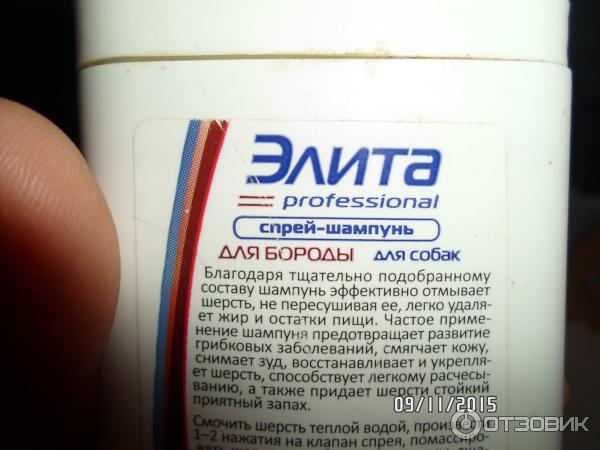 Элита
professional
спрей-шампунь
ДЛЯ БОРОДЫ для собак
Благодаря тщательно подобранному
составу шампунь эффективно отмывает
шерсть, не пересушивая ее, легко удаля-
ет жир и остатки пищи. Частое приме-
нение шампуня предотвращает развитие
грибковых заболеваний, смягчает кожу,
снимает зуд, восстанавливает и укрепля-
ет шерсть, способствует легкому расчесы-
ванию, а также придает шерсти стойкий
приятный запах.
09/11/2015
Смочить шерсть теплой водой, произвести
1–2 нажатия на клапан спрея, помассиро-
ОТЗОВИК